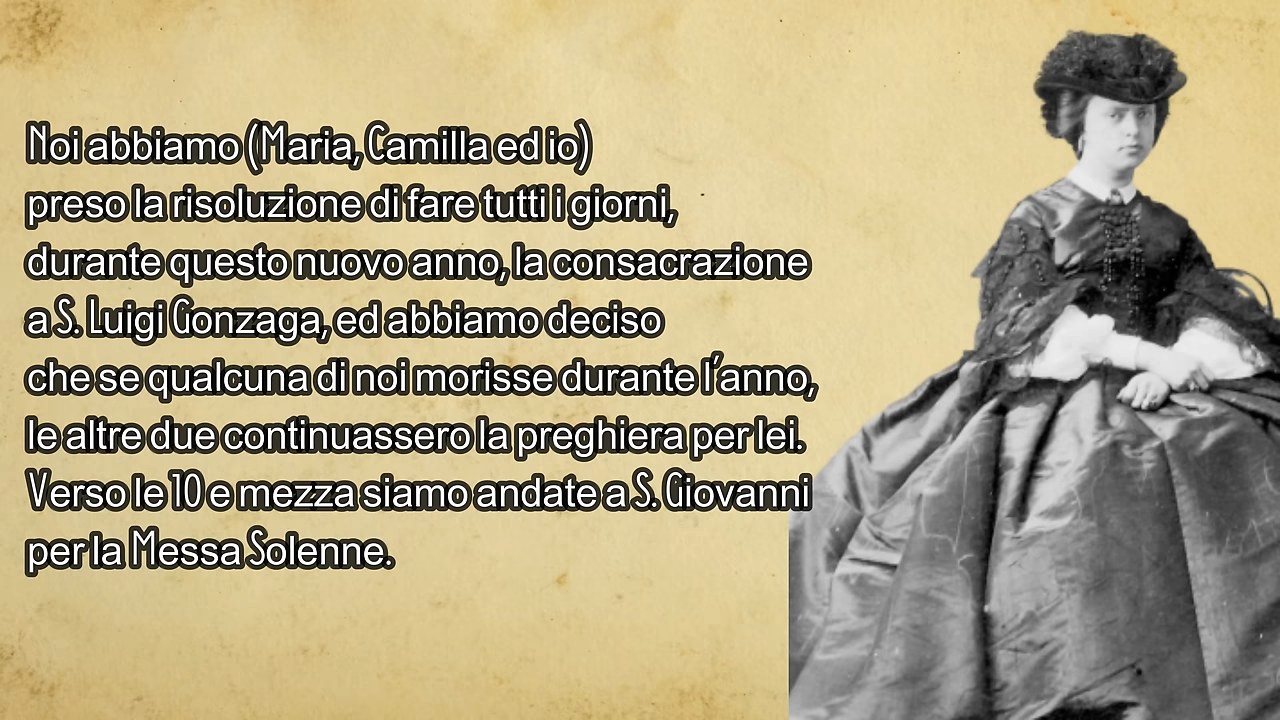 Noi abbiamo (Maria, Camilla ed io)
preso la risoluzione di fare tutti i giorni,
durante questo nuovo anno, la consacrazione
a S. Luigi Gonzaga, ed abbiamo deciso
che se qualcuna di noi morisse durante l'anno,
le altre due continuassero la preghiera per lei.
Verso le 10 e mezza siamo andate a S. Giovanni
per la Messa Solenne.